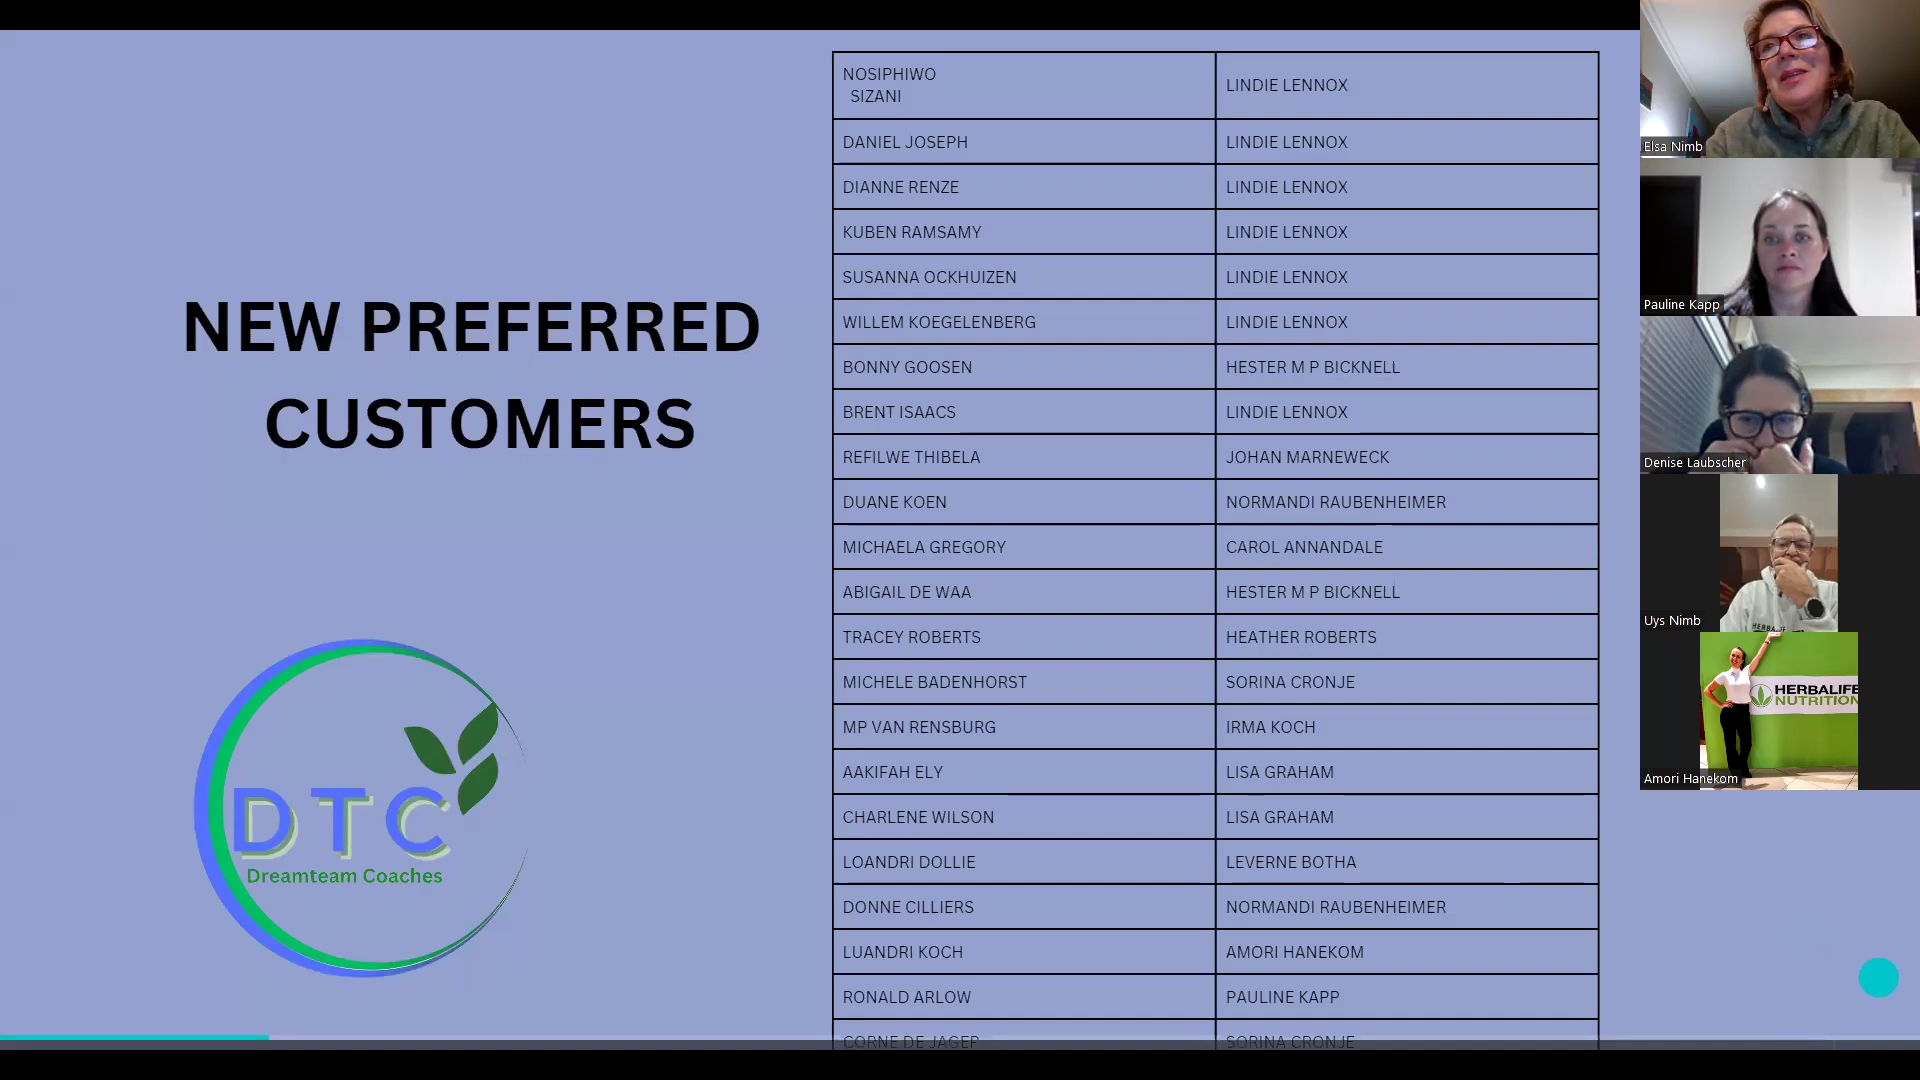 NEW PREFERRED
CUSTOMERS
DTC
Dreamteam Coaches
NOSIPHIWO
SIZANI
LINDIE LENNOX
DANIEL JOSEPH
LINDIE LENNOX
DIANNE RENZE
LINDIE LENNOX
KUBEN RAMSAMY
LINDIE LENNOX
SUSANNA OCKHUIZEN
LINDIE LENNOX
WILLEM KOEGELENBERG
LINDIE LENNOX
BONNY GOOSEN
HESTER M P BICKNELL
BRENT ISAACS
LINDIE LENNOX
REFILWE THIBELA
JOHAN MARNEWECK
DUANE KOEN
NORMANDI RAUBENHEIMER
MICHAELA GREGORY
CAROL ANNANDALE
ABIGAIL DE WAA
HESTER M P BICKNELL
TRACEY ROBERTS
HEATHER ROBERTS
MICHELE BADENHORST
SORINA CRONJE
MP VAN RENSBURG
IRMA KOCH
AAKIFAH ELY
LISA GRAHAM
CHARLENE WILSON
LISA GRAHAM
LOANDRI DOLLIE
LEVERNE BOTHA
DONNE CILLIERS
NORMANDI RAUBENHEIMER
LUANDRI KOCH
AMORI HANEKOM
RONALD ARLOW
PAULINE KAPP
CORNE DE JAGER
SORINA CRONJE
Elsa Nimb
Pauline Kapp
Denise Laubscher
Uys Nimb
HERBALIFE
NUTRITION
Amori Hanekom